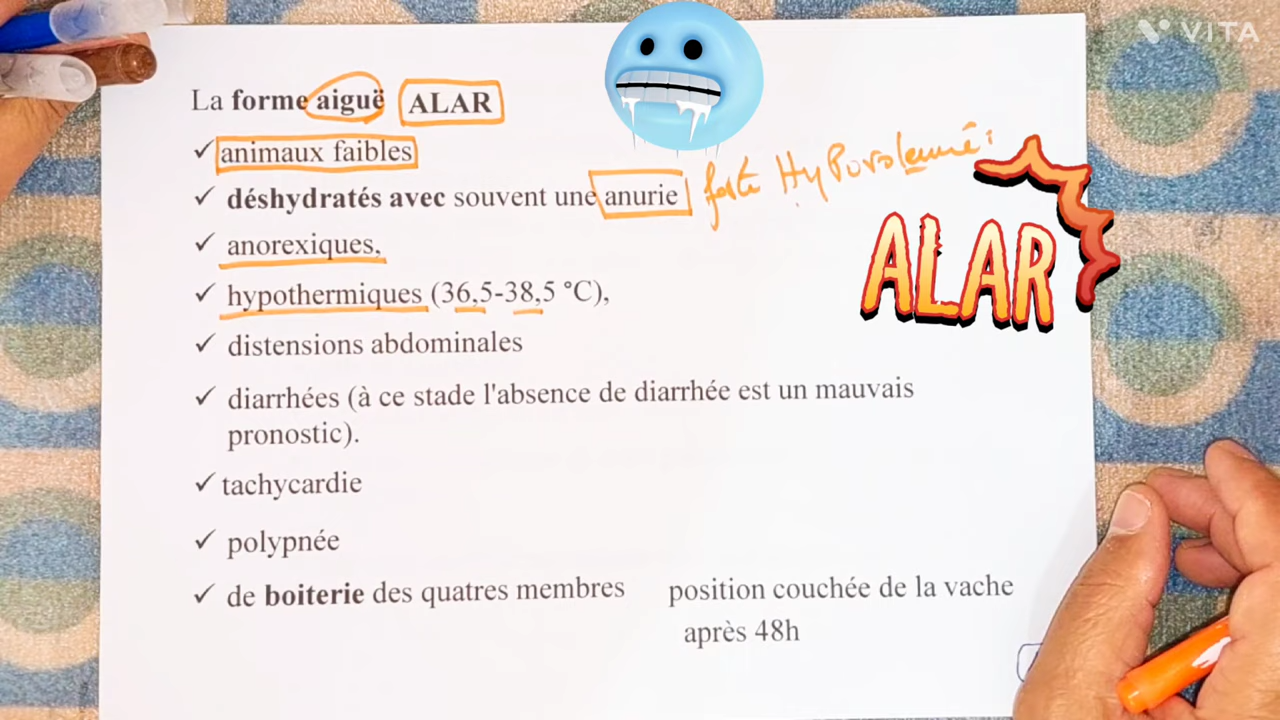 VITA
La forme aiguë ALAR
✓ animaux faibles
✓ déshydratés avec souvent une anurie forte Hypovolemie:
ALAR
✓ anorexiques,
✓ hypothermiques (36,5-38,5 °C),
✓ distensions abdominales
✓ diarrhées (à ce stade l'absence de diarrhée est un mauvais
pronostic).
✓ tachycardie
✓ polypnée
✓ de boiterie des quatres membres position couchée de la vache
après 48h